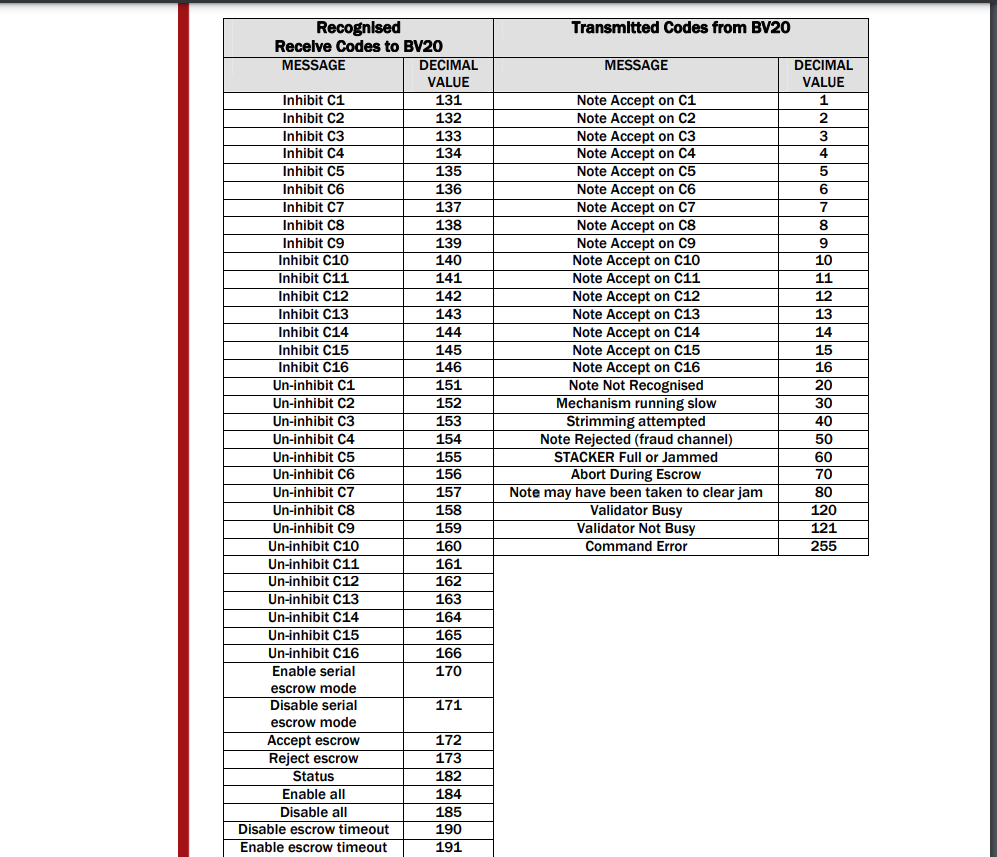 Recognised Receive Codes to BV20 Transmitted Codes from BV20
MESSAGE DECIMAL VALUE MESSAGE DECIMAL VALUE
Inhibit C1 131 Note Accept on C1 1
Inhibit C2 132 Note Accept on C2 2
Inhibit C3 133 Note Accept on C3 3
Inhibit C4 134 Note Accept on C4 4
Inhibit C5 135 Note Accept on C5 5
Inhibit C6 136 Note Accept on C6 6
Inhibit C7 137 Note Accept on C7 7
Inhibit C8 138 Note Accept on C8 8
Inhibit C9 139 Note Accept on C9 9
Inhibit C10 140 Note Accept on C10 10
Inhibit C11 141 Note Accept on C11 11
Inhibit C12 142 Note Accept on C12 12
Inhibit C13 143 Note Accept on C13 13
Inhibit C14 144 Note Accept on C14 14
Inhibit C15 145 Note Accept on C15 15
Inhibit C16 146 Note Accept on C16 16
Un-inhibit C1 151 Note Not Recognised 20
Un-inhibit C2 152 Mechanism running slow 30
Un-inhibit C3 153 Strimming attempted 40
Un-inhibit C4 154 Note Rejected (fraud channel) 50
Un-inhibit C5 155 STACKER Full or Jammed 60
Un-inhibit C6 156 Abort During Escrow 70
Un-inhibit C7 157 Note may have been taken to clear jam 80
Un-inhibit C8 158 Validator Busy 120
Un-inhibit C9 159 Validator Not Busy 121
Un-inhibit C10 160 Command Error 255
Un-inhibit C11 161
Un-inhibit C12 162
Un-inhibit C13 163
Un-inhibit C14 164
Un-inhibit C15 165
Un-inhibit C16 166
Enable serial escrow mode 170
Disable serial escrow mode 171
Accept escrow 172
Reject escrow 173
Status 182
Enable all 184
Disable all 185
Disable escrow timeout 190
Enable escrow timeout 191